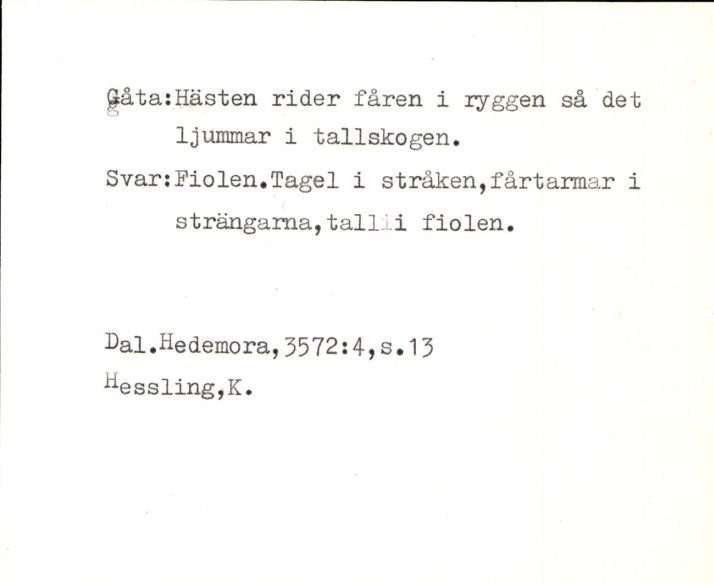 Gåta:Hästen rider fåren i ryggen så det
ljummar i tallskogen.
Svar:Fiolen.Tagel i stråken,fårtarmar i
strängarna,tall i fiolen.
Dal.Hedemora,3572:4,s.13
Hessling,K.